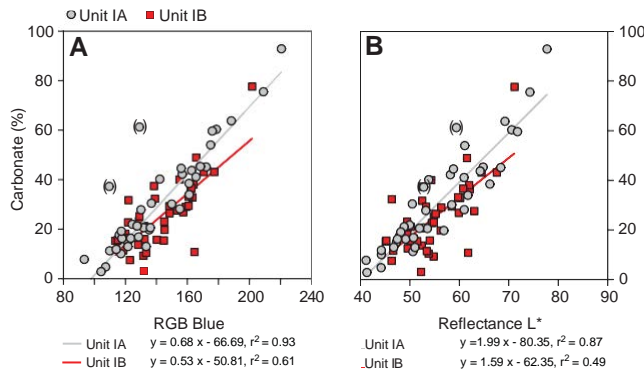 Unit IA Unit IB
100 100
A B
80 80
60 60
40 40
20 20
0 0
80 120 160 200 240 40 50 60 70 80 90
Carbonate (%)
RGB Blue Reflectance L*
Unit IA y = 0.68 x - 66.69, r² = 0.93 Unit IA y =1.99 x - 80.35, r² = 0.87
Unit IB y = 0.53 x - 50.81, r² = 0.61 Unit IB y = 1.59 x - 62.35, r² = 0.49